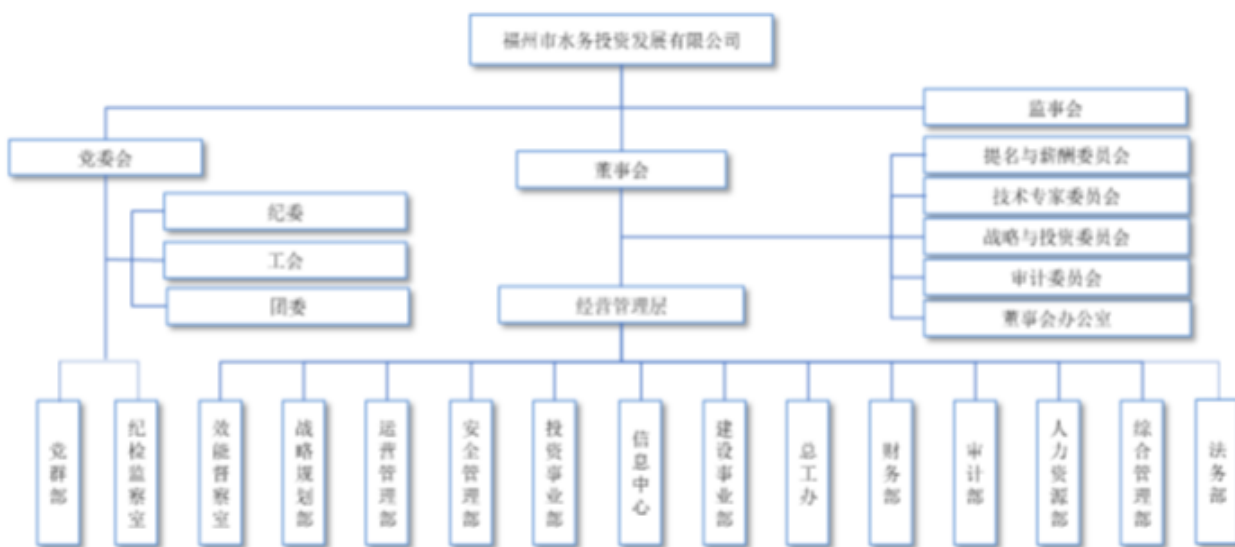 福州市水务投资发展有限公司
监事会
党委会
董事会
提名与薪酬委员会
技术专家委员会
战略与投资委员会
审计委员会
董事会办公室
纪委
工会
团委
经营管理层
党群部
纪检监察室
效能督察室
战略规划部
运营管理部
安全管理部
投资事业部
信息中心
建设事业部
总工办
财务部
审计部
人力资源部
综合管理部
法务部